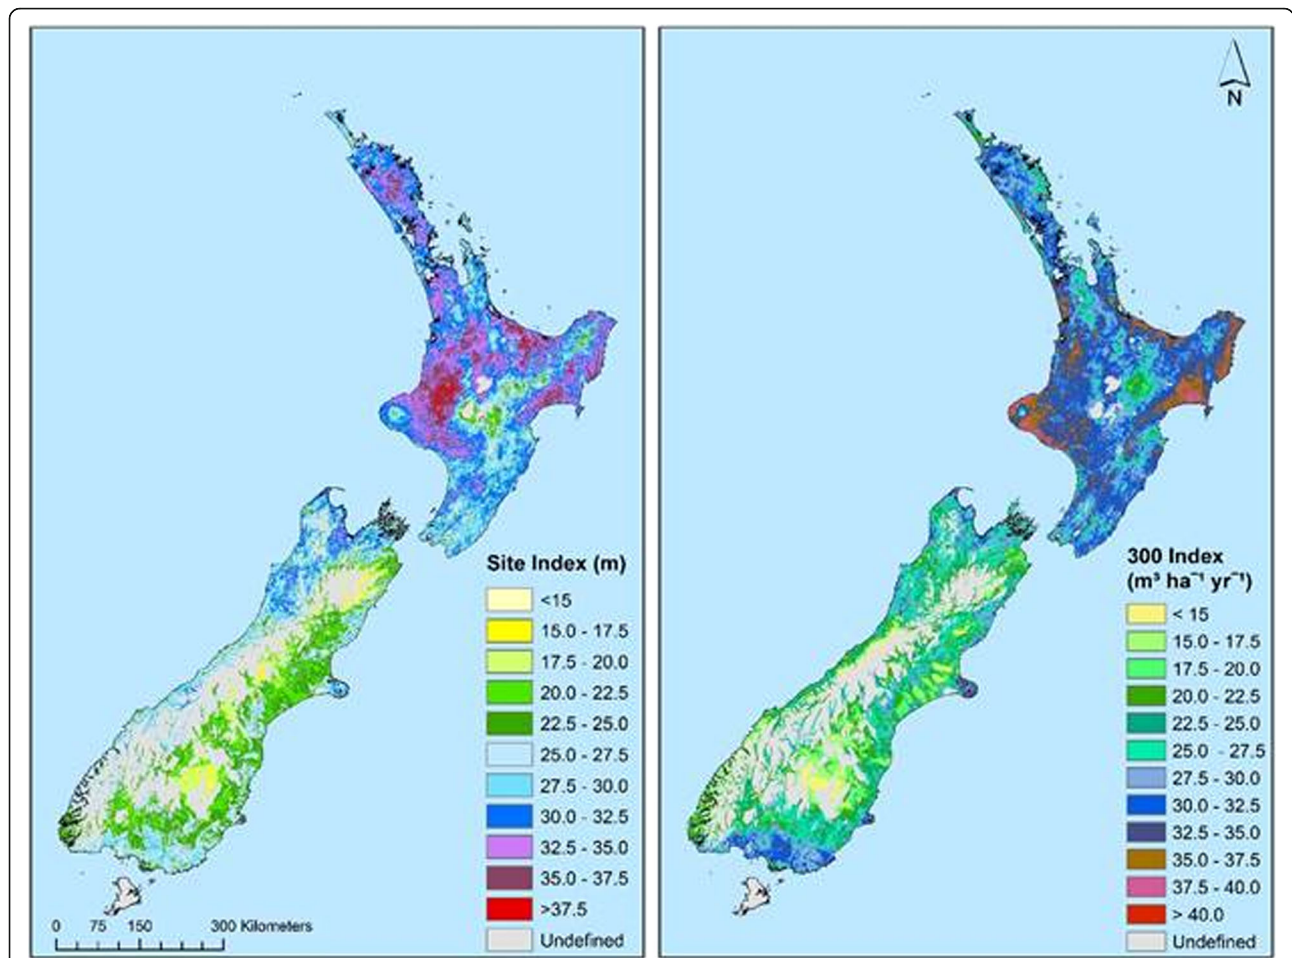 N
Site Index (m)
<15
15.0 - 17.5
17.5 - 20.0
20.0 - 22.5
22.5 - 25.0
25.0 - 27.5
27.5 - 30.0
30.0 - 32.5
32.5 - 35.0
35.0 - 37.5
>37.5
Undefined
0 75 150 300 Kilometers
300 Index
(m³ ha⁻¹ yr⁻¹)
< 15
15.0 - 17.5
17.5 - 20.0
20.0 - 22.5
22.5 - 25.0
25.0 - 27.5
27.5 - 30.0
30.0 - 32.5
32.5 - 35.0
35.0 - 37.5
37.5 - 40.0
> 40.0
Undefined